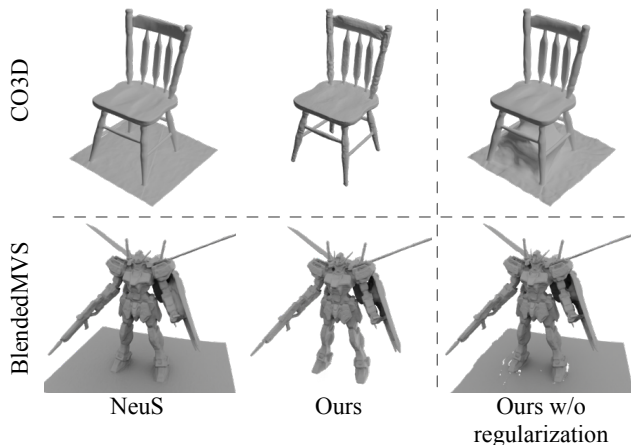 CO3D
BlendedMVS
NeuS
Ours
Ours w/o
regularization